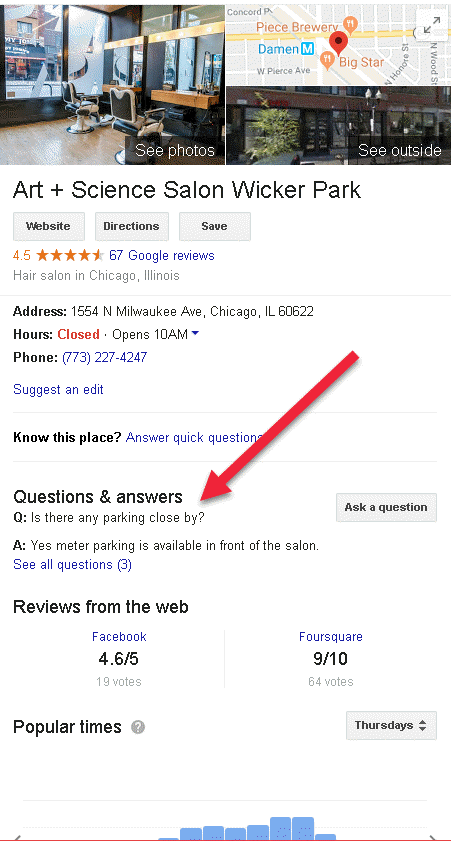 Concord Pl
Piece Brewery
Damen M
Big Star
W Pierce Ave
N Honore St
N Wood St
See photos
See outside
Art + Science Salon Wicker Park
Website Directions Save
4.5 67 Google reviews
Hair salon in Chicago, Illinois
Address: 1554 N Milwaukee Ave, Chicago, IL 60622
Hours: Closed · Opens 10AM
Phone: (773) 227-4247
Suggest an edit
Know this place? Answer quick questions
Questions & answers
Q: Is there any parking close by?
Ask a question
A: Yes meter parking is available in front of the salon.
See all questions (3)
Reviews from the web
Facebook Foursquare
4.6/5 9/10
19 votes 64 votes
Popular times ?
Thursdays